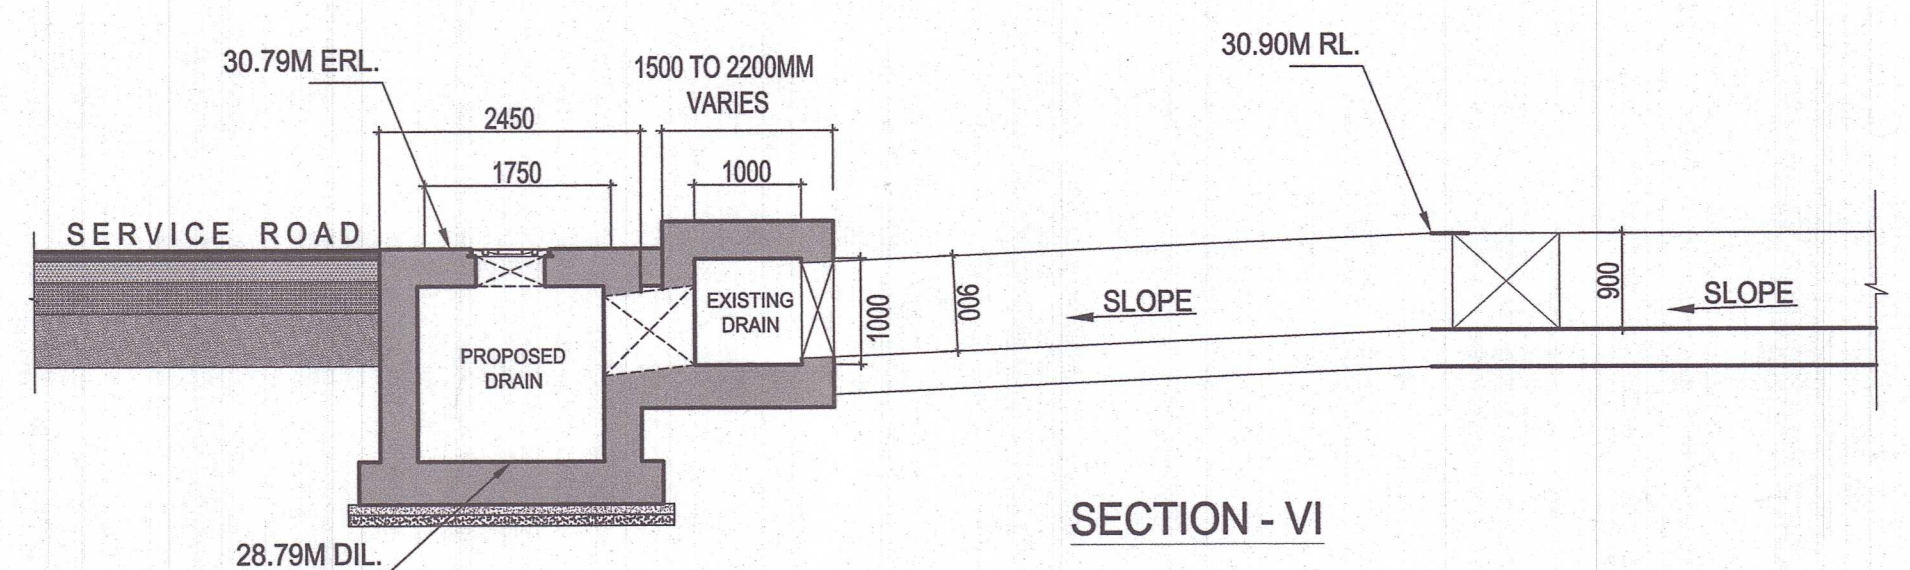 30.79M ERL.
1500 TO 2200MM
VARIES
30.90M RL.
2450
1750
1000
SERVICE ROAD
EXISTING
DRAIN
1000
900
SLOPE
900
SLOPE
PROPOSED
DRAIN
SECTION - VI
28.79M DIL.